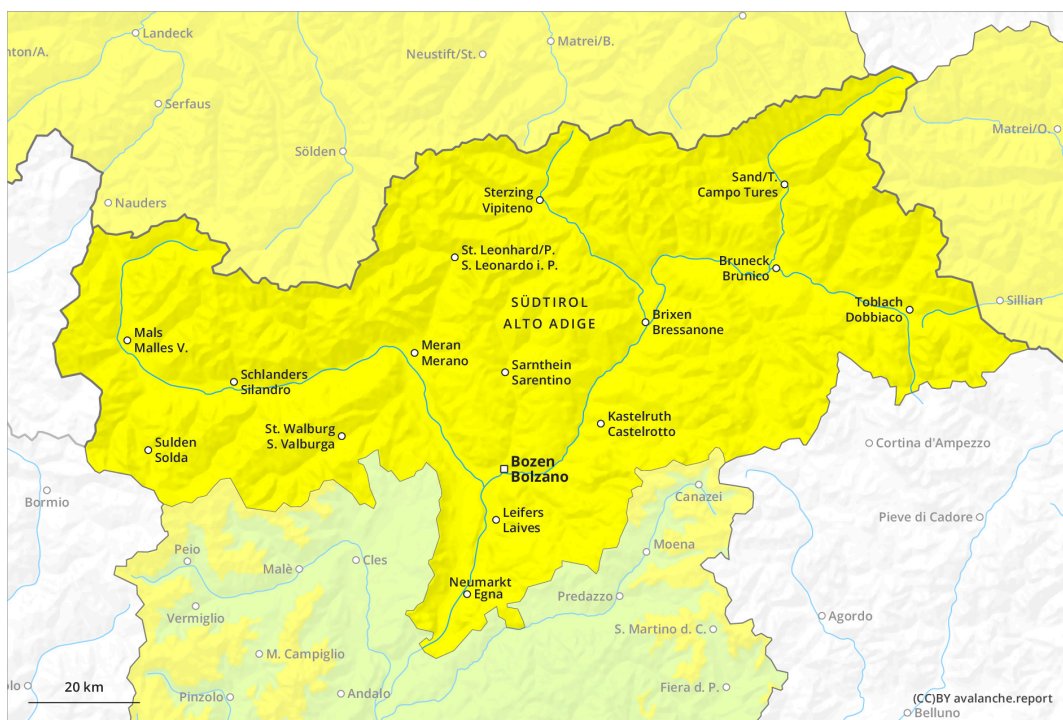 Landeck
nton/A.
Neustift/St.
Matrei/B.
Serfaus
Matrei/O.
Sölden
Sand/T.
Campo Tures
Sterzing
Vipiteno
Nauders
St. Leonhard/P.
S. Leonardo i. P.
Bruneck
Brunico
SÜDTIROL
ALTO ADIGE
Toblach
Dobbiaco
Sillian
Brixen
Bressanone
Mals
Malles V.
Meran
Merano
Sarnthein
Sarentino
Schlanders
Silandro
Kastelruth
Castelrotto
St. Walburg
S. Valburga
Sulden
Solda
Cortina d'Ampezzo
Bozen
Bolzano
Bormio
Canazei
Leifers
Laives
Pieve di Cadore
Peio
Moena
Cles
Malè
Neumarkt
Egna
Predazzo
Vermiglio
Agordo
S. Martino d. C.
M. Campiglio
20 km
olo
Pinzolo
Andalo
Fiera d. P.
(CC)BY avalanche.report
Belluno